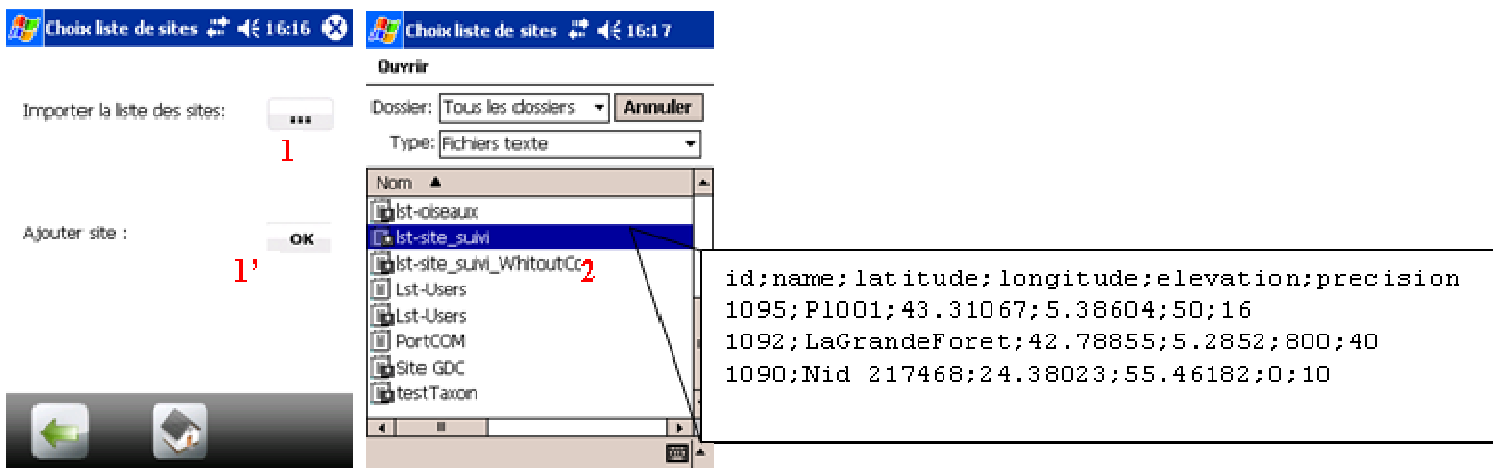 Choix liste de sites 16:16
Importer la liste des sites:
...
1
Ajouter site :
OK
1'
Choix liste de sites 16:17
Ouvrir
Dossier: Tous les dossiers Annuler
Type: Fichiers texte
Nom
lst-oiseaux
lst-site_suivi
lst-site_suivi_WhitoutCo
2
Lst-Users
Lst-Users
PortCOM
Site GDC
testTaxon
id;name;latitude;longitude;elevation;precision
1095;Pl001;43.31067;5.38604;50;16
1092;LaGrandeForet;42.78855;5.2852;800;40
1090;Nid 217468;24.38023;55.46182;0;10